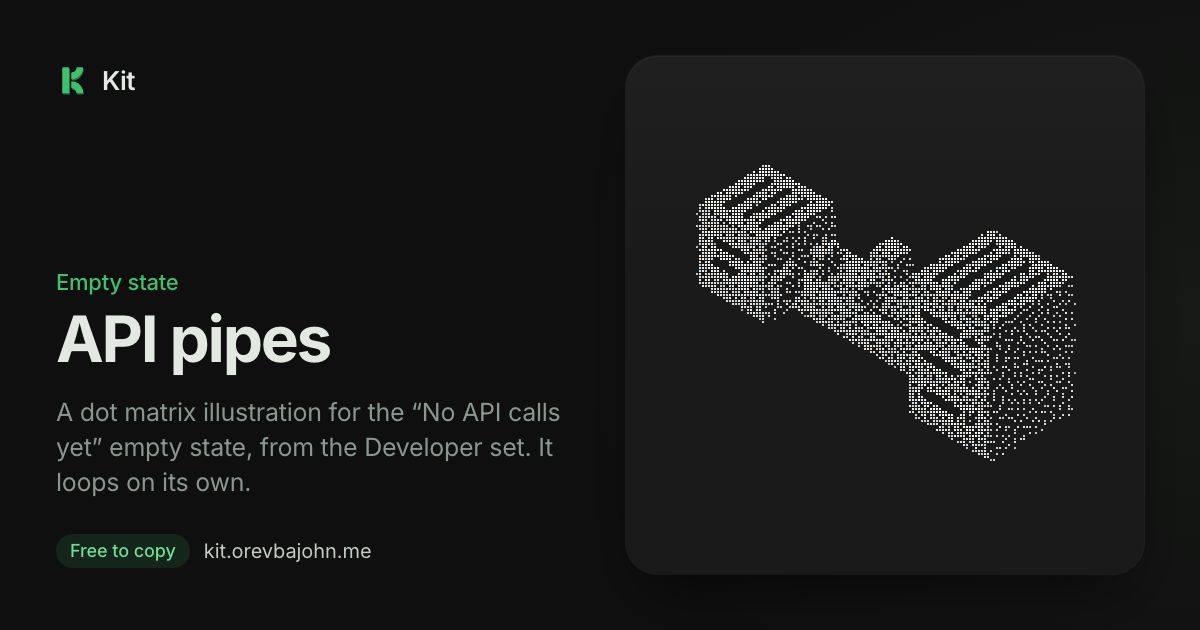 Kit
Empty state
API pipes
A dot matrix illustration for the “No API calls
yet” empty state, from the Developer set. It
loops on its own.
Free to copy
kit.orevbajohn.me